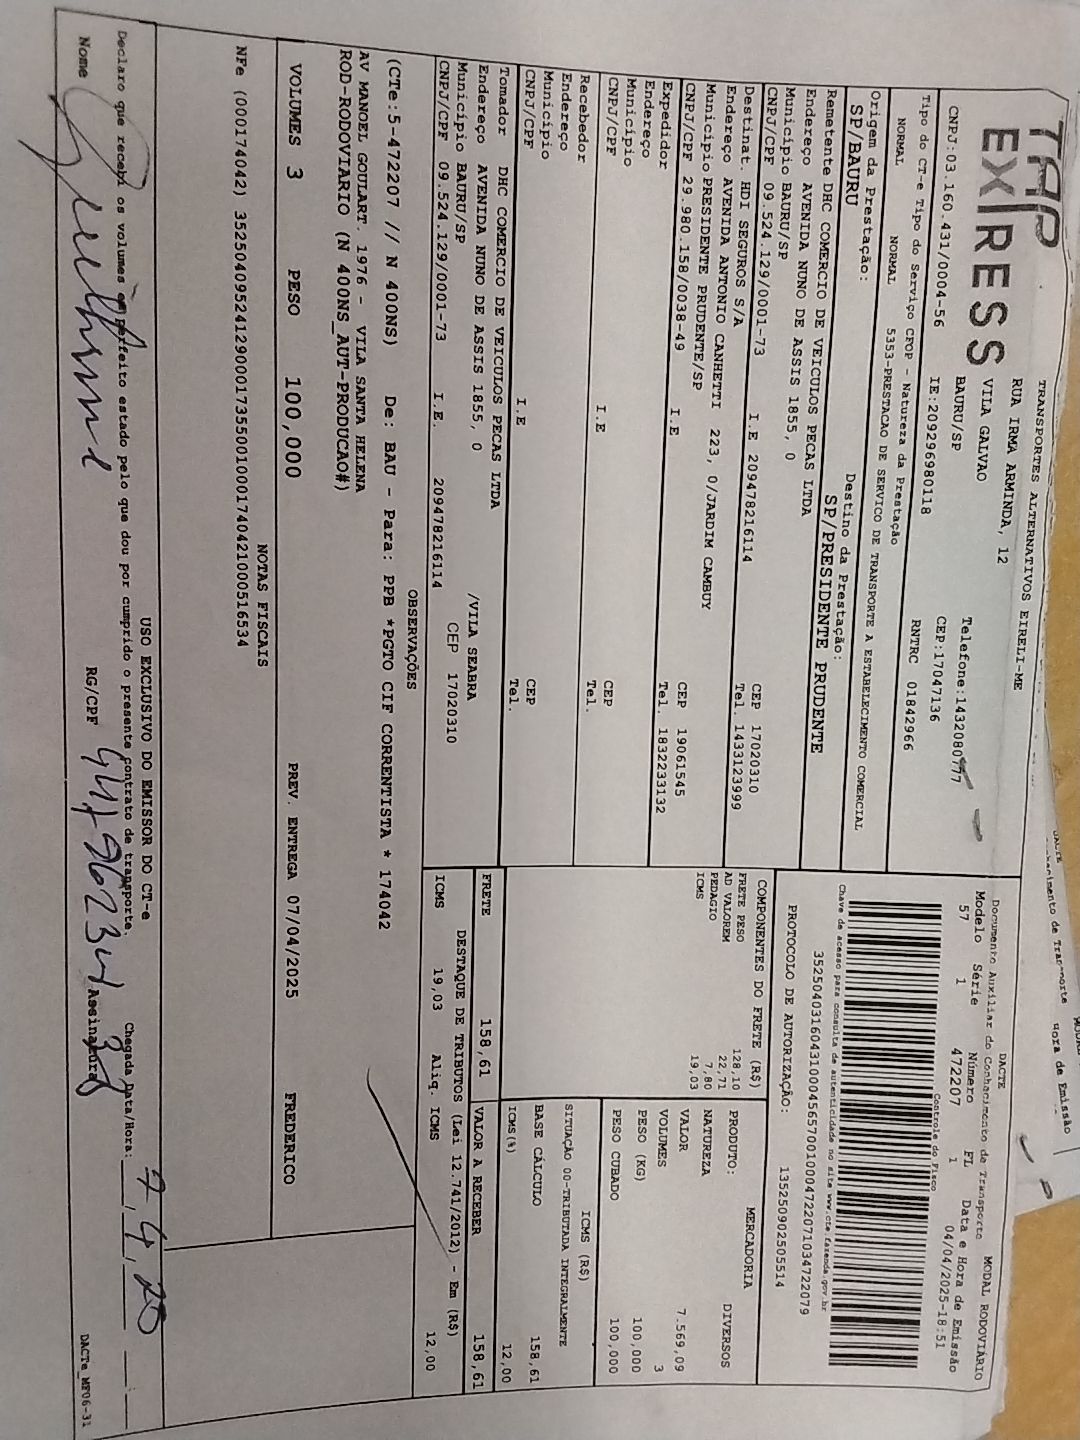 TAP EXPRESS
TRANSPORTES ALTERNATIVOS EIRELI-ME
RUA IRMA ARMINDA, 12
VILA GALVAO
BAURU/SP
Telefone:1432080777
CEP:17047136
CNPJ:03.160.431/0004-56 IE:209296980118
RNTRC 01842966
Tipo do CT-e Tipo do Serviço CFOP - Natureza da Prestação
NORMAL NORMAL 5353-PRESTACAO DE SERVICO DE TRANSPORTE A ESTABELECIMENTO COMERCIAL
Origem da Prestação: Destino da Prestação:
SP/BAURU SP/PRESIDENTE PRUDENTE
DACTE MODAL RODOVIÁRIO
Documento Auxiliar do Conhecimento de Transporte
Modelo Série Número FL Data e Hora de Emissão
57 1 472207 1 04/04/2025-18:51
Controle do Fisco
Chave de acesso para consulta de autenticidade no site www.cte.fazenda.gov.br
35250403160431000456570010004722071034722079
PROTOCOLO DE AUTORIZAÇÃO: 135250902505514
Remetente DHC COMERCIO DE VEICULOS PECAS LTDA
Endereço AVENIDA NUNO DE ASSIS 1855, 0
Município BAURU/SP CEP 17020310
CNPJ/CPF 09.524.129/0001-73 I.E 209478216114 Tel. 1433123999
Destinat. HDI SEGUROS S/A
Endereço AVENIDA ANTONIO CANHETTI 223, 0/JARDIM CAMBUY
Município PRESIDENTE PRUDENTE/SP CEP 19061545
CNPJ/CPF 29.980.158/0038-49 I.E Tel. 1832233132
Expedidor
Endereço
Município CEP
CNPJ/CPF I.E Tel.
Recebedor
Endereço
Município CEP
CNPJ/CPF I.E Tel.
Tomador DHC COMERCIO DE VEICULOS PECAS LTDA
Endereço AVENIDA NUNO DE ASSIS 1855, 0 /VILA SEABRA
Município BAURU/SP CEP 17020310
CNPJ/CPF 09.524.129/0001-73 I.E. 209478216114
COMPONENTES DO FRETE (R$)
FRETE PESO 128,10
AD VALOREM 22,71
PEDAGIO 7,80
ICMS 19,03
PRODUTO: MERCADORIA
NATUREZA DIVERSOS
VALOR 7.569,09
VOLUMES 3
PESO (KG) 100,000
PESO CUBADO 100,000
ICMS (R$)
SITUAÇÃO 00-TRIBUTADA INTEGRALMENTE
BASE CÁLCULO 158,61
ICMS(%) 12,00
FRETE 158,61 VALOR A RECEBER 158,61
DESTAQUE DE TRIBUTOS (Lei 12.741/2012) - Em (R$)
ICMS 19,03 Aliq. ICMS 12,00
OBSERVAÇÕES
(CTe:5-472207 // N 400NS) De: BAU - Para: PPB *PGTO CIF CORRENTISTA * 174042
AV MANOEL GOULART. 1976 - VILA SANTA HELENA
ROD-RODOVIARIO (N 400NS_AUT-PRODUCAO#)
VOLUMES 3 PESO 100,000 PREV. ENTREGA 07/04/2025 FREDERICO
NOTAS FISCAIS
NFe (000174042) 35250409524129000173550010001740421000516534
USO EXCLUSIVO DO EMISSOR DO CT-e
Declaro que recebi os volumes em perfeito estado pelo que dou por cumprido o presente contrato de transporte. Chegada Data/Hora:
Nome Guilherme RG/CPF Assinatura
DACTe_MF06-31